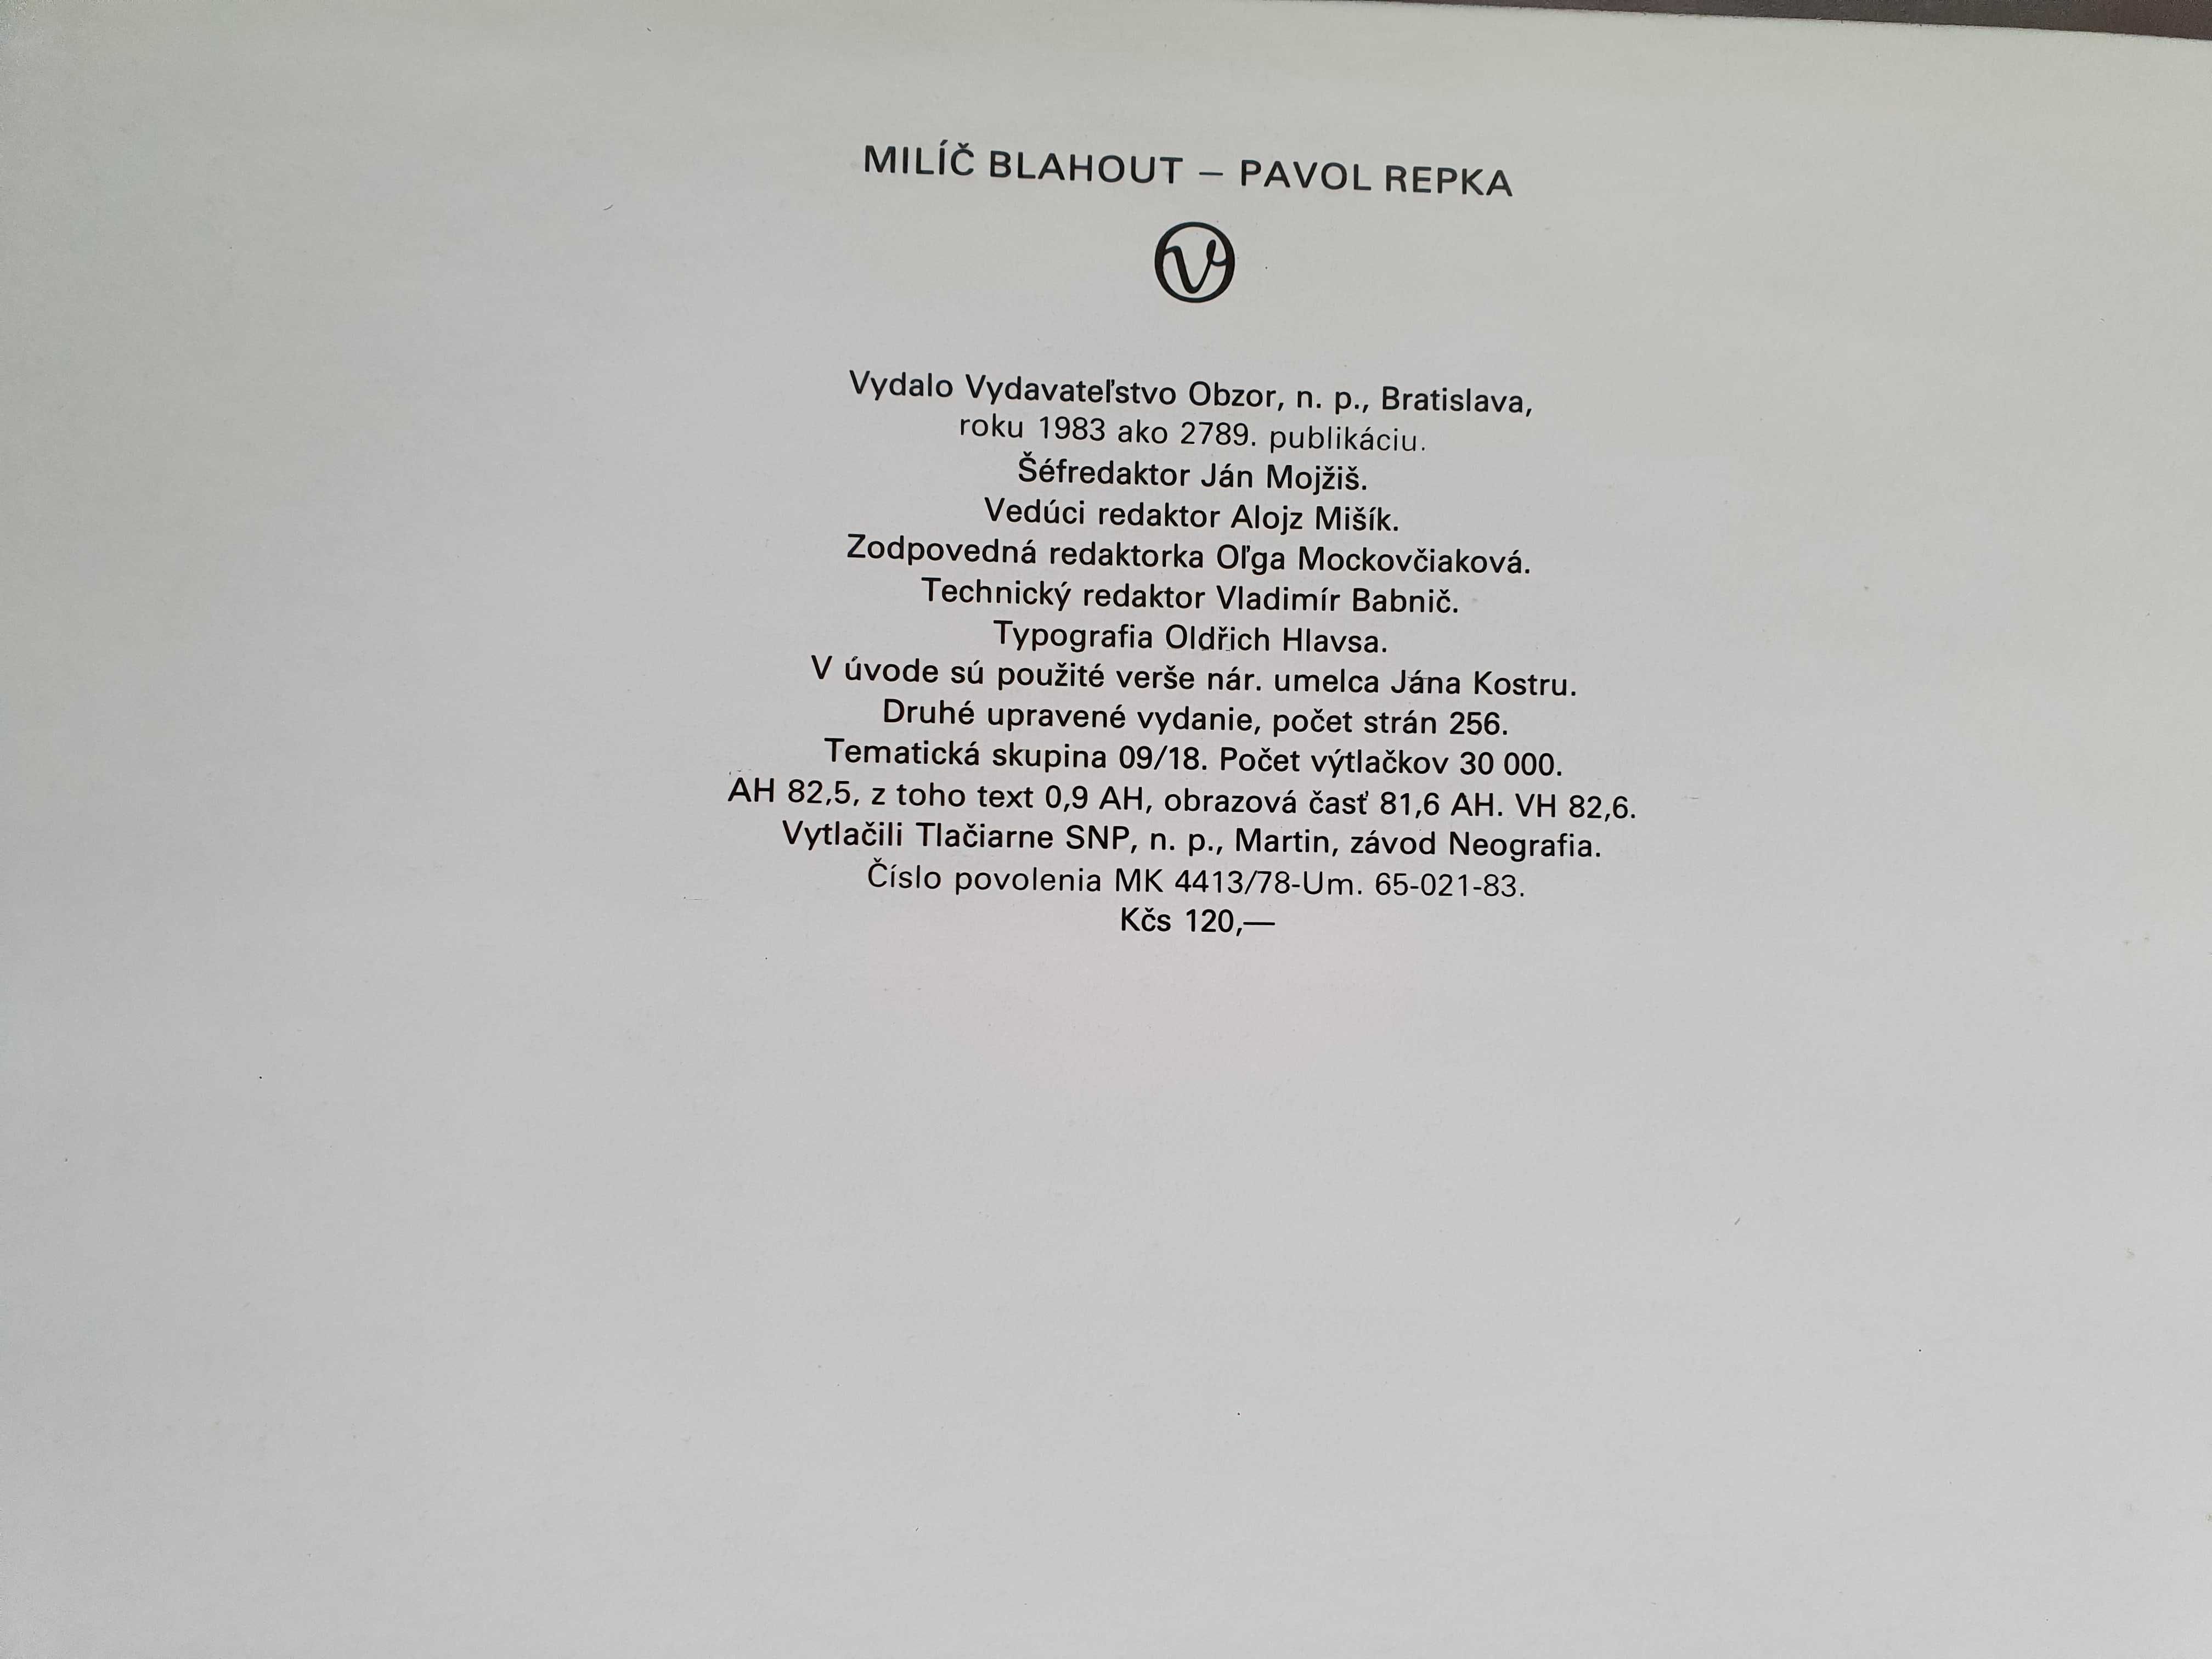 MILÍČ BLAHOUT – PAVOL REPKA
V
Vydalo Vydavateľstvo Obzor, n. p., Bratislava,
roku 1983 ako 2789. publikáciu.
Šéfredaktor Ján Mojžiš.
Vedúci redaktor Alojz Mišík.
Zodpovedná redaktorka Oľga Mockovčiaková.
Technický redaktor Vladimír Babnič.
Typografia Oldřich Hlavsa.
V úvode sú použité verše nár. umelca Jána Kostru.
Druhé upravené vydanie, počet strán 256.
Tematická skupina 09/18. Počet výtlačkov 30 000.
AH 82,5, z toho text 0,9 AH, obrazová časť 81,6 AH. VH 82,6.
Vytlačili Tlačiarne SNP, n. p., Martin, závod Neografia.
Číslo povolenia MK 4413/78-Um. 65-021-83.
Kčs 120,—